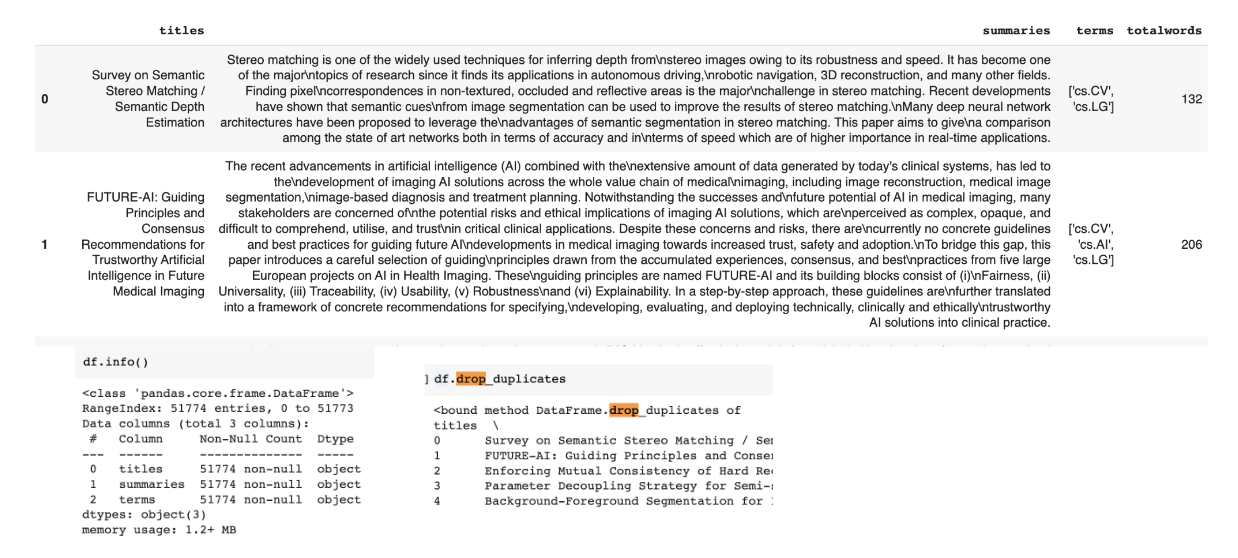 titles summaries terms totalwords
0
Survey on Semantic
Stereo Matching /
Semantic Depth
Estimation
Stereo matching is one of the widely used techniques for inferring depth from\nstereo images owing to its robustness and speed. It has become one
of the major\ntopics of research since it finds its applications in autonomous driving,\nrobotic navigation, 3D reconstruction, and many other fields.
Finding pixel\ncorrespondences in non-textured, occluded and reflective areas is the major\nchallenge in stereo matching. Recent developments
have shown that semantic cues\nfrom image segmentation can be used to improve the results of stereo matching.\nMany deep neural network
architectures have been proposed to leverage the\nadvantages of semantic segmentation in stereo matching. This paper aims to give\na comparison
among the state of art networks both in terms of accuracy and in\nterms of speed which are of higher importance in real-time applications.
['cs.CV',
'cs.LG']
132
1
FUTURE-AI: Guiding
Principles and
Consensus
Recommendations for
Trustworthy Artificial
Intelligence in Future
Medical Imaging
The recent advancements in artificial intelligence (AI) combined with the\nextensive amount of data generated by today's clinical systems, has led to
the\ndevelopment of imaging AI solutions across the whole value chain of medical\nimaging, including image reconstruction, medical image
segmentation,\nimage-based diagnosis and treatment planning. Notwithstanding the successes and\nfuture potential of AI in medical imaging, many
stakeholders are concerned of\nthe potential risks and ethical implications of imaging AI solutions, which are\nperceived as complex, opaque, and
difficult to comprehend, utilise, and trust\nin critical clinical applications. Despite these concerns and risks, there are\ncurrently no concrete guidelines
and best practices for guiding future AI\ndevelopments in medical imaging towards increased trust, safety and adoption.\nTo bridge this gap, this
paper introduces a careful selection of guiding\nprinciples drawn from the accumulated experiences, consensus, and best\npractices from five large
European projects on AI in Health Imaging. These\nguiding principles are named FUTURE-AI and its building blocks consist of (i)\nFairness, (ii)
Universality, (iii) Traceability, (iv) Usability, (v) Robustness\nand (vi) Explainability. In a step-by-step approach, these guidelines are\nfurther translated
into a framework of concrete recommendations for specifying,\ndeveloping, evaluating, and deploying technically, clinically and ethically\ntrustworthy
AI solutions into clinical practice.
['cs.CV',
'cs.AI',
'cs.LG']
206
df.info()
<class 'pandas.core.frame.DataFrame'>
RangeIndex: 51774 entries, 0 to 51773
Data columns (total 3 columns):
# Column Non-Null Count Dtype
--- ------ -------------- -----
0 titles 51774 non-null object
1 summaries 51774 non-null object
2 terms 51774 non-null object
dtypes: object(3)
memory usage: 1.2+ MB
] df.drop_duplicates
<bound method DataFrame.drop_duplicates of
titles \
0 Survey on Semantic Stereo Matching / Sem
1 FUTURE-AI: Guiding Principles and Consen
2 Enforcing Mutual Consistency of Hard Re
3 Parameter Decoupling Strategy for Semi-
4 Background-Foreground Segmentation for